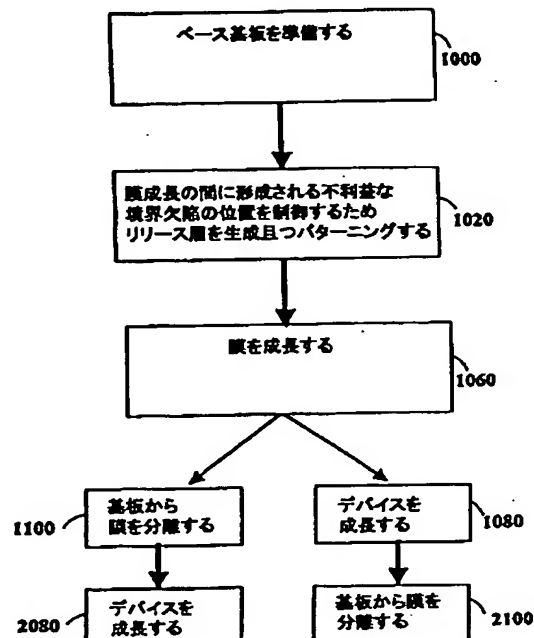 ベース基板を準備する
1000
膜成長の間に形成される不利益な
境界欠陥の位置を制御するため
リリース層を生成且つパターニングする
1020
膜を成長する
1060
1100
基板から
膜を分離する
デバイスを
成長する
1080
2080
デバイスを
成長する
基板から膜を
分離する
2100